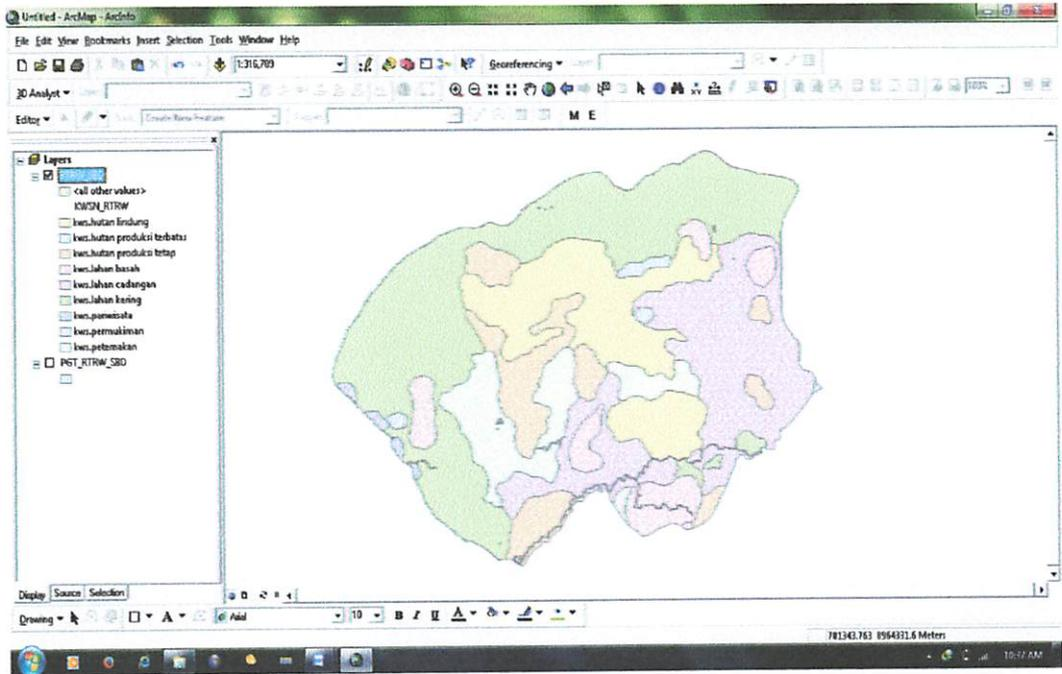 Untitled - ArcMap - ArcInfo
File Edit View Bookmarks Insert Selection Tools Window Help
1:316,789 Georeferencing
3D Analyst 100%
Editor Create New Feature M E
Layers
<all other values>
KWSN_RTRW
kws.hutan lindung
kws.hutan produksi terbatas
kws.hutan produksi tetap
kws.lahan basah
kws.lahan cadangan
kws.lahan kering
kws.pariwisata
kws.permukiman
kws.peternakan
PGT_RTRW_SBD
Display Source Selection
Drawing A Arial 10 B I U A
781343.763 8964331.6 Meters
10:37 AM